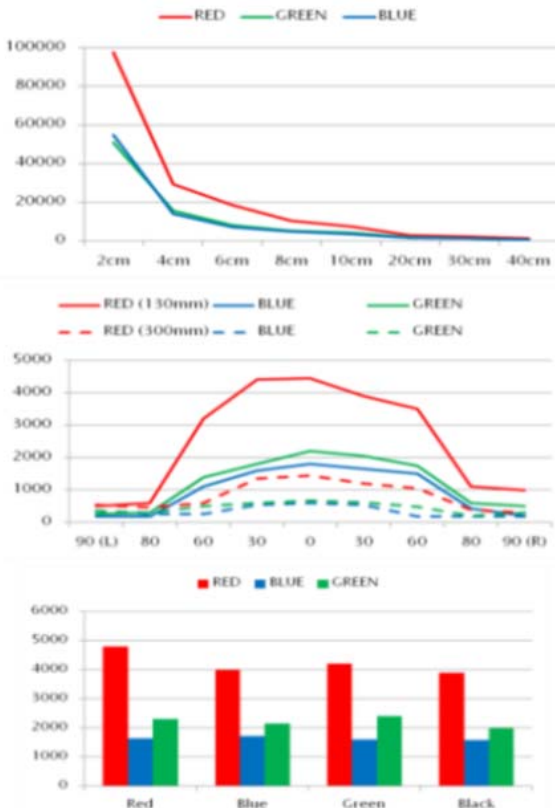 RED GREEN BLUE
100000
80000
60000
40000
20000
0
2cm 4cm 6cm 8cm 10cm 20cm 30cm 40cm
RED (130mm) BLUE GREEN
RED (300mm) BLUE GREEN
5000
4000
3000
2000
1000
0
90 (L) 80 60 30 0 30 60 80 90 (R)
RED BLUE GREEN
6000
5000
4000
3000
2000
1000
0
Red Blue Green Black